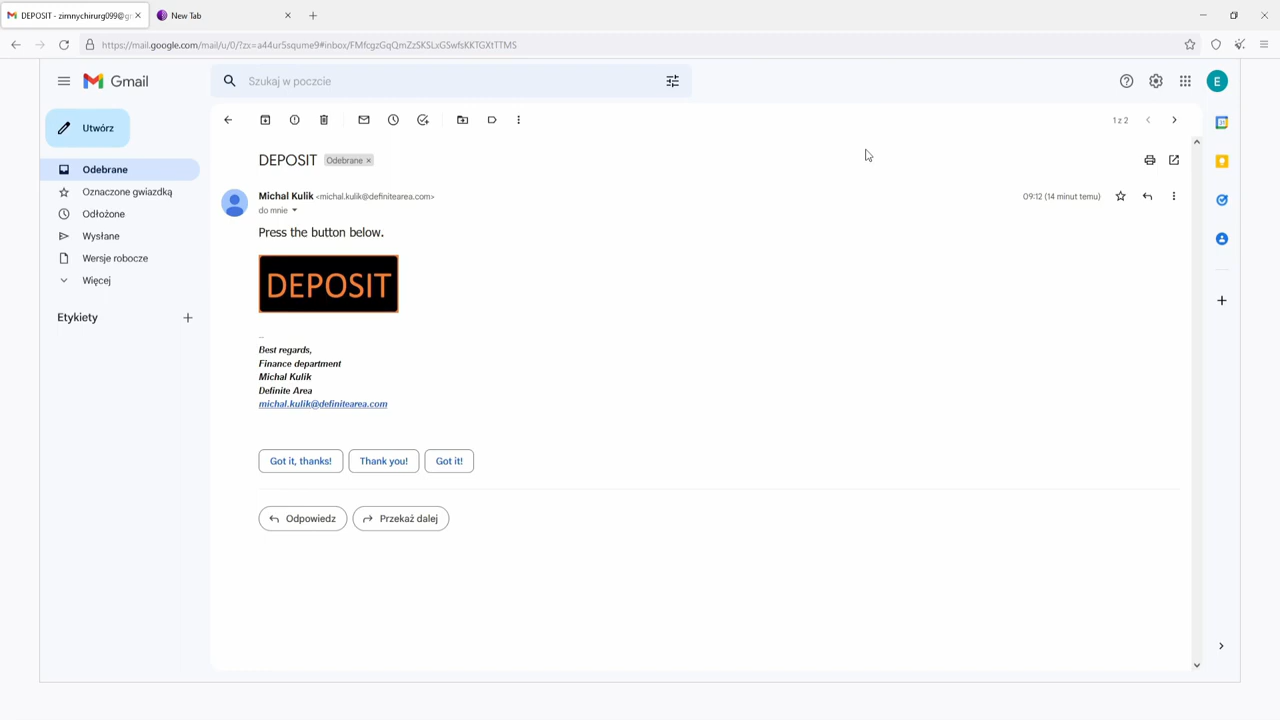 DEPOSIT - zimnychirurg099@g
New Tab
https://mail.google.com/mail/u/0/?zx=a44ur5squme9#inbox/FMfcgzGqQmZzSKSLxGSwfsKKTGXtTTMS
Gmail
Szukaj w poczcie
E
Utwórz
1 z 2
DEPOSIT Odebrane ×
Odebrane
Oznaczone gwiazdką
Odłożone
Wysłane
Wersje robocze
Więcej
Etykiety
Michal Kulik <michal.kulik@definitearea.com>
09:12 (14 minut temu)
do mnie
Press the button below.
DEPOSIT
--
Best regards,
Finance department
Michal Kulik
Definite Area
michal.kulik@definitearea.com
Got it, thanks!
Thank you!
Got it!
Odpowiedz
Przekaż dalej
31